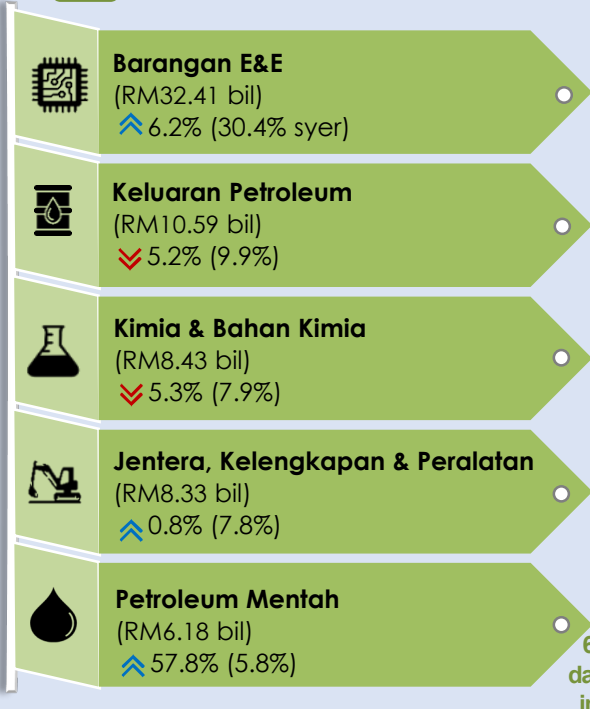 Barangan E&E
(RM32.41 bil)
6.2% (30.4% syer)
Keluaran Petroleum
(RM10.59 bil)
5.2% (9.9%)
Kimia & Bahan Kimia
(RM8.43 bil)
5.3% (7.9%)
Jentera, Kelengkapan & Peralatan
(RM8.33 bil)
0.8% (7.8%)
Petroleum Mentah
(RM6.18 bil)
57.8% (5.8%)